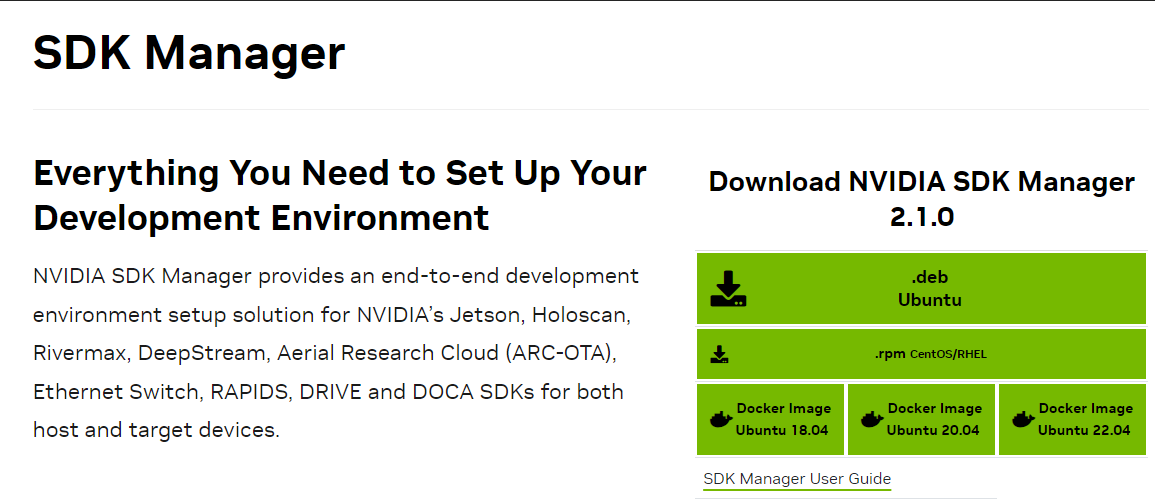 SDK Manager
Everything You Need to Set Up Your
Development Environment
NVIDIA SDK Manager provides an end-to-end development
environment setup solution for NVIDIA’s Jetson, Holoscan,
Rivermax, DeepStream, Aerial Research Cloud (ARC-OTA),
Ethernet Switch, RAPIDS, DRIVE and DOCA SDKs for both
host and target devices.
Download NVIDIA SDK Manager
2.1.0
.deb
Ubuntu
.rpm CentOS/RHEL
Docker Image
Ubuntu 18.04
Docker Image
Ubuntu 20.04
Docker Image
Ubuntu 22.04
SDK Manager User Guide